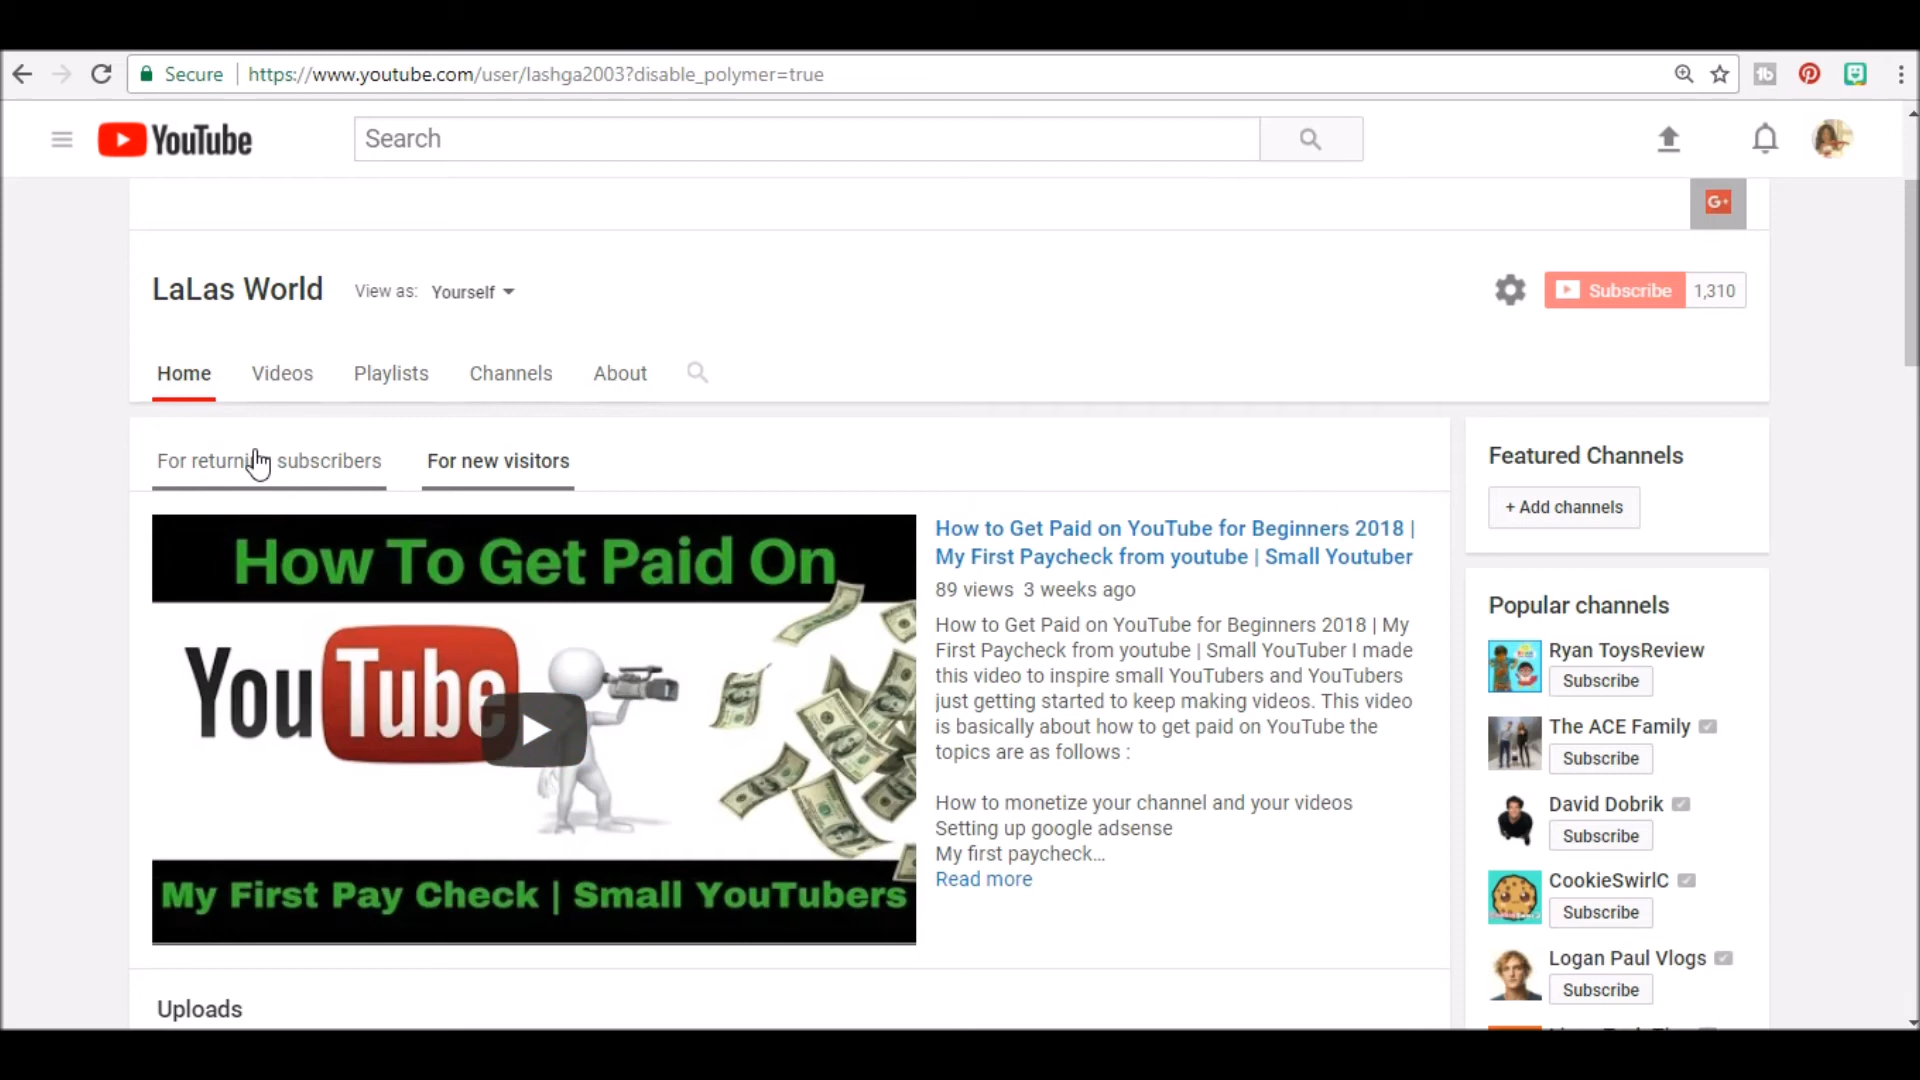 Secure
https://www.youtube.com/user/lashga2003?disable_polymer=true
YouTube
Search
G+
LaLas World
View as: Yourself
Subscribe 1,310
Home Videos Playlists Channels About
For returni subscribers
For new visitors
How To Get Paid On
YouTube
My First Pay Check | Small YouTubers
How to Get Paid on YouTube for Beginners 2018 |
My First Paycheck from youtube | Small Youtuber
89 views 3 weeks ago
How to Get Paid on YouTube for Beginners 2018 | My
First Paycheck from youtube | Small YouTuber I made
this video to inspire small YouTubers and YouTubers
just getting started to keep making videos. This video
is basically about how to get paid on YouTube the
topics are as follows :
How to monetize your channel and your videos
Setting up google adsense
My first paycheck...
Read more
Uploads
Featured Channels
+ Add channels
Popular channels
Ryan ToysReview
Subscribe
The ACE Family
Subscribe
David Dobrik
Subscribe
CookieSwirlC
Subscribe
Logan Paul Vlogs
Subscribe